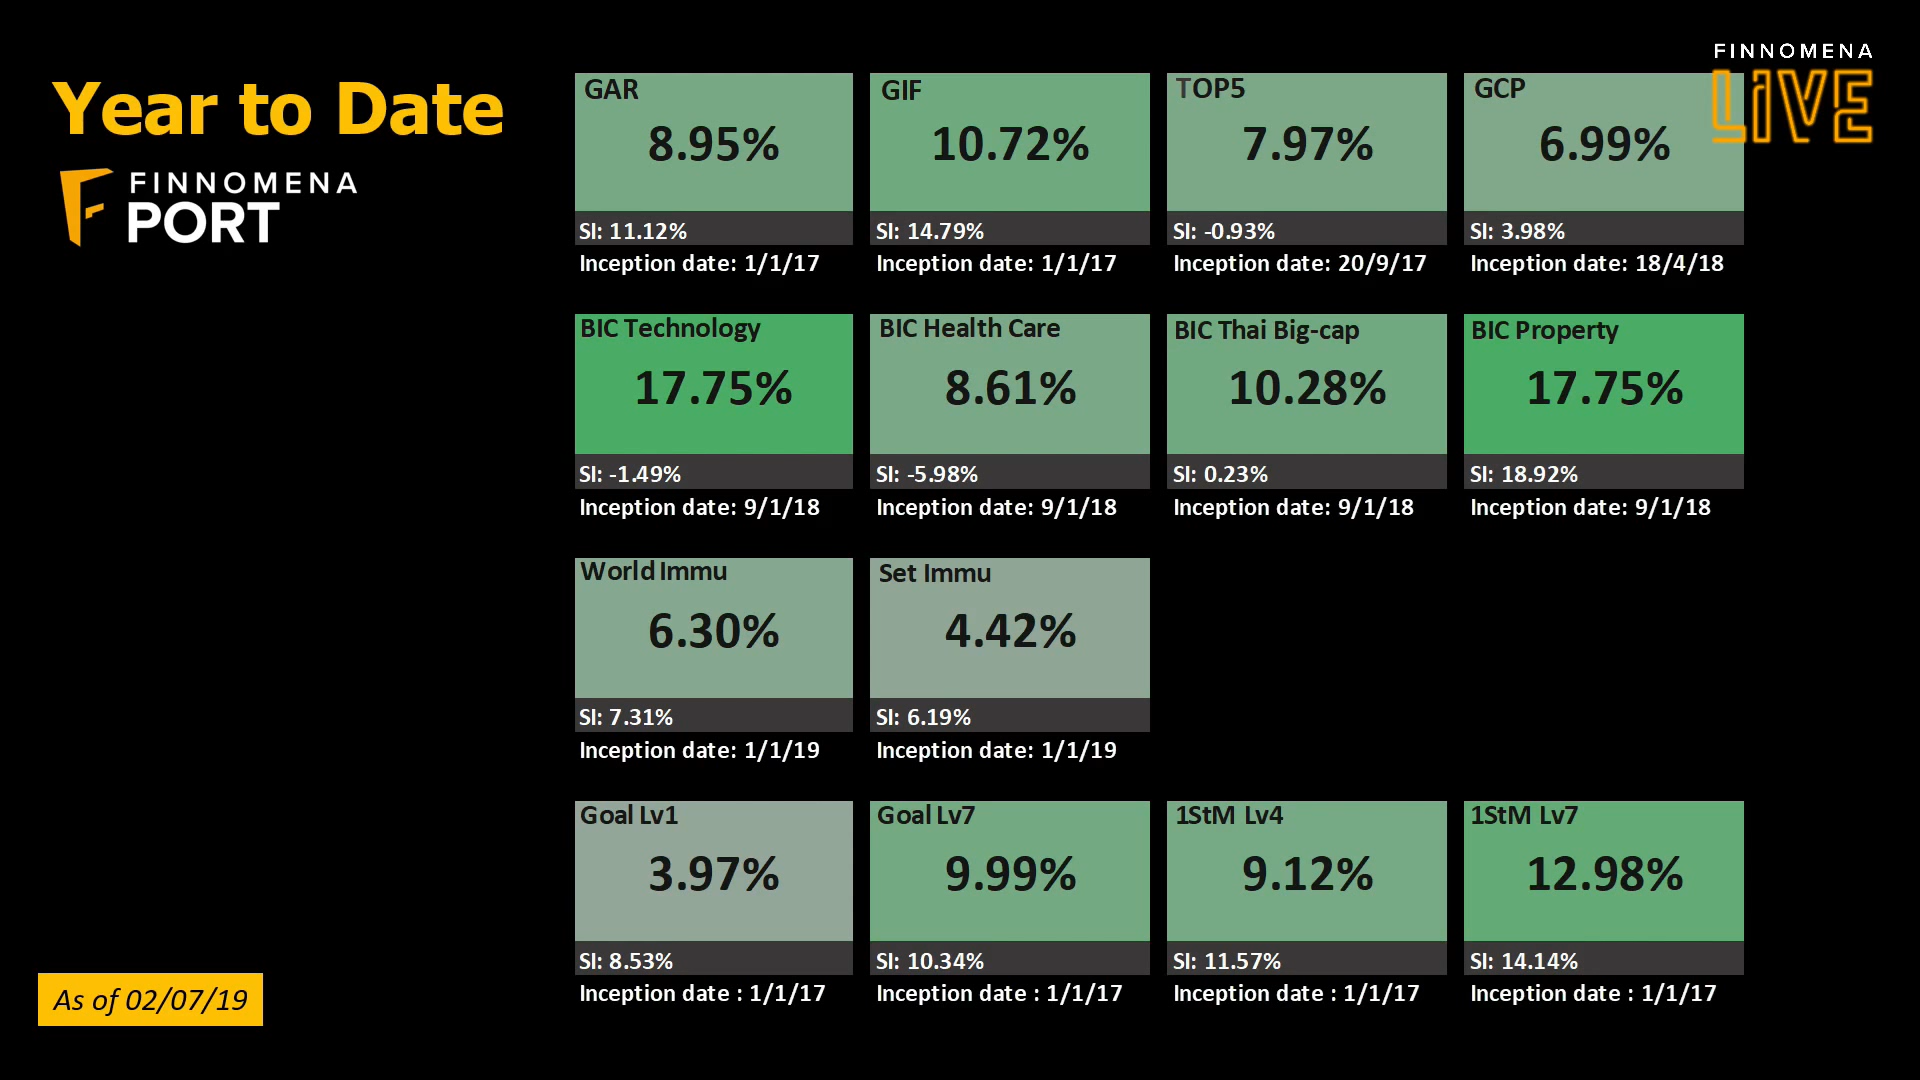 Year to Date
FINNOMENA
PORT
FINNOMENA
LIVE
GAR
8.95%
SI: 11.12%
Inception date: 1/1/17
GIF
10.72%
SI: 14.79%
Inception date: 1/1/17
TOP5
7.97%
SI: -0.93%
Inception date: 20/9/17
GCP
6.99%
SI: 3.98%
Inception date: 18/4/18
BIC Technology
17.75%
SI: -1.49%
Inception date: 9/1/18
BIC Health Care
8.61%
SI: -5.98%
Inception date: 9/1/18
BIC Thai Big-cap
10.28%
SI: 0.23%
Inception date: 9/1/18
BIC Property
17.75%
SI: 18.92%
Inception date: 9/1/18
World Immu
6.30%
SI: 7.31%
Inception date: 1/1/19
Set Immu
4.42%
SI: 6.19%
Inception date: 1/1/19
Goal Lv1
3.97%
SI: 8.53%
Inception date : 1/1/17
Goal Lv7
9.99%
SI: 10.34%
Inception date : 1/1/17
1StM Lv4
9.12%
SI: 11.57%
Inception date : 1/1/17
1StM Lv7
12.98%
SI: 14.14%
Inception date : 1/1/17
As of 02/07/19